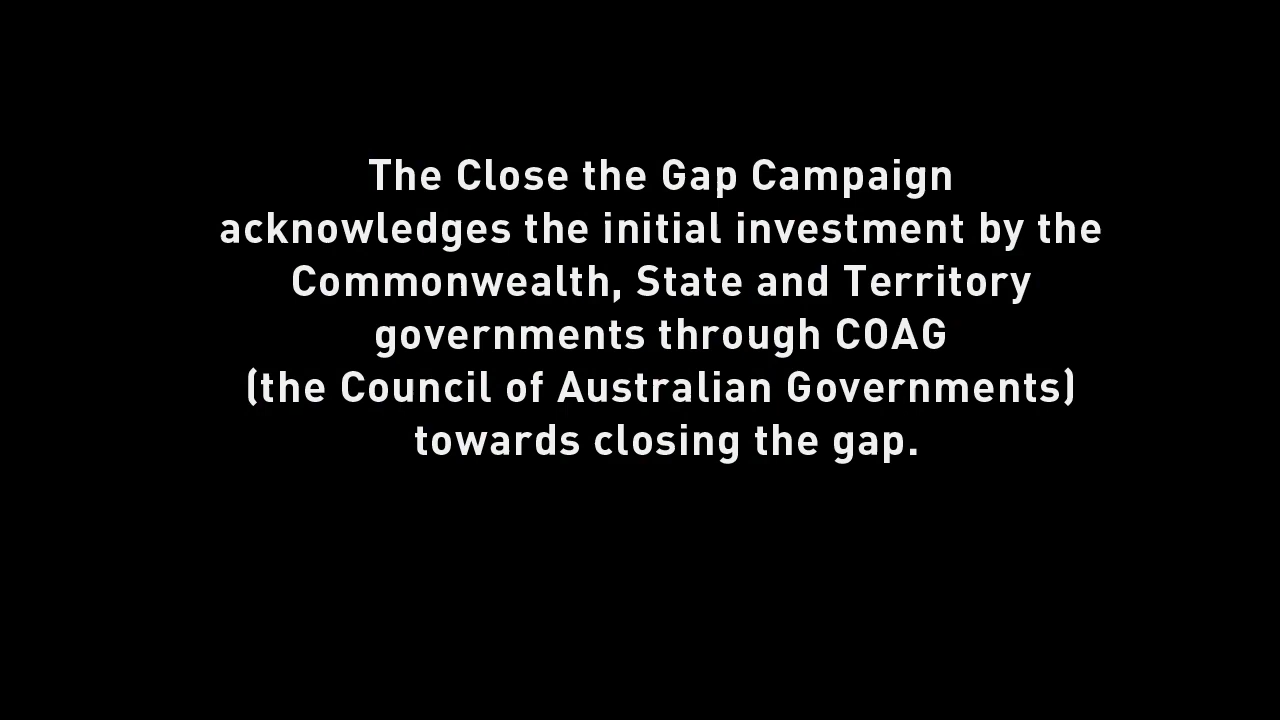 The Close the Gap Campaign
acknowledges the initial investment by the
Commonwealth, State and Territory
governments through COAG
(the Council of Australian Governments)
towards closing the gap.